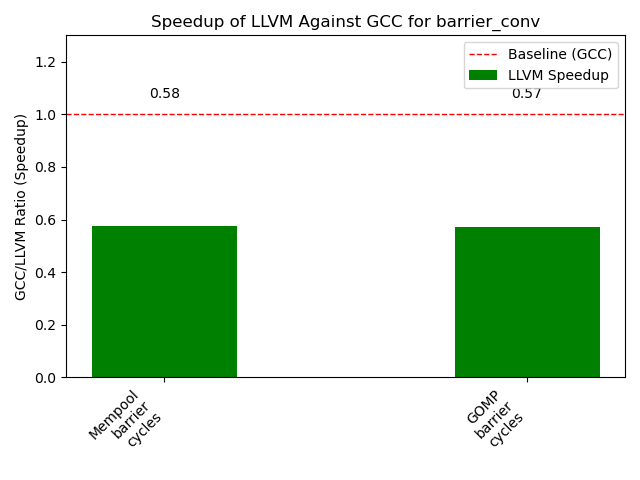 Speedup of LLVM Against GCC for barrier_conv
GCC/LLVM Ratio (Speedup)
1.2
1.0
0.8
0.6
0.4
0.2
0.0
Baseline (GCC)
LLVM Speedup
0.58
0.57
Mempool
barrier
cycles
GOMP
barrier
cycles